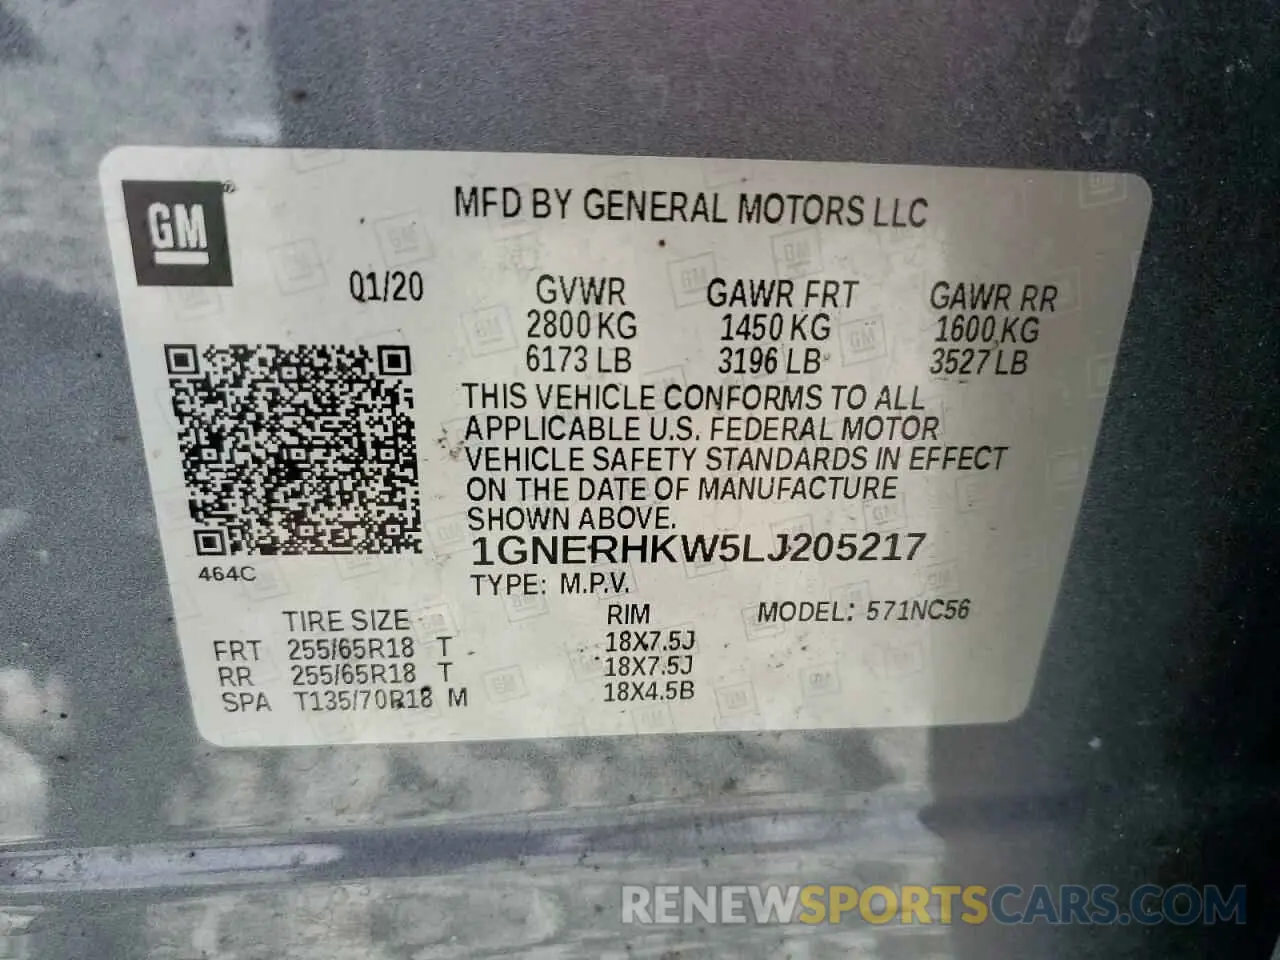 GM®
MFD BY GENERAL MOTORS LLC
01/20
GVWR GAWR FRT GAWR RR
2800 KG 1450 KG 1600 KG
6173 LB 3196 LB 3527 LB
THIS VEHICLE CONFORMS TO ALL
APPLICABLE U.S. FEDERAL MOTOR
VEHICLE SAFETY STANDARDS IN EFFECT
ON THE DATE OF MANUFACTURE
SHOWN ABOVE.
1GNERHKW5LJ205217
464C
TYPE: M.P.V.
TIRE SIZE RIM MODEL: 571NC56
FRT 255/65R18 T 18X7.5J
RR 255/65R18 T 18X7.5J
SPA T135/70R18 M 18X4.5B
RENEWSPORTSCARS.COM